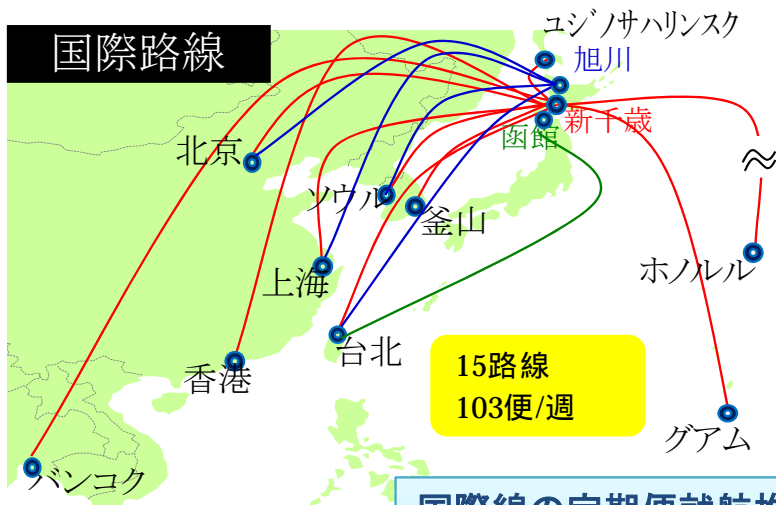 国際路線
ユジノサハリンスク
旭川
新千歳
函館
北京
ソウル
釜山
上海
ホノルル
台北
香港
15路線
103便/週
グアム
バンコク